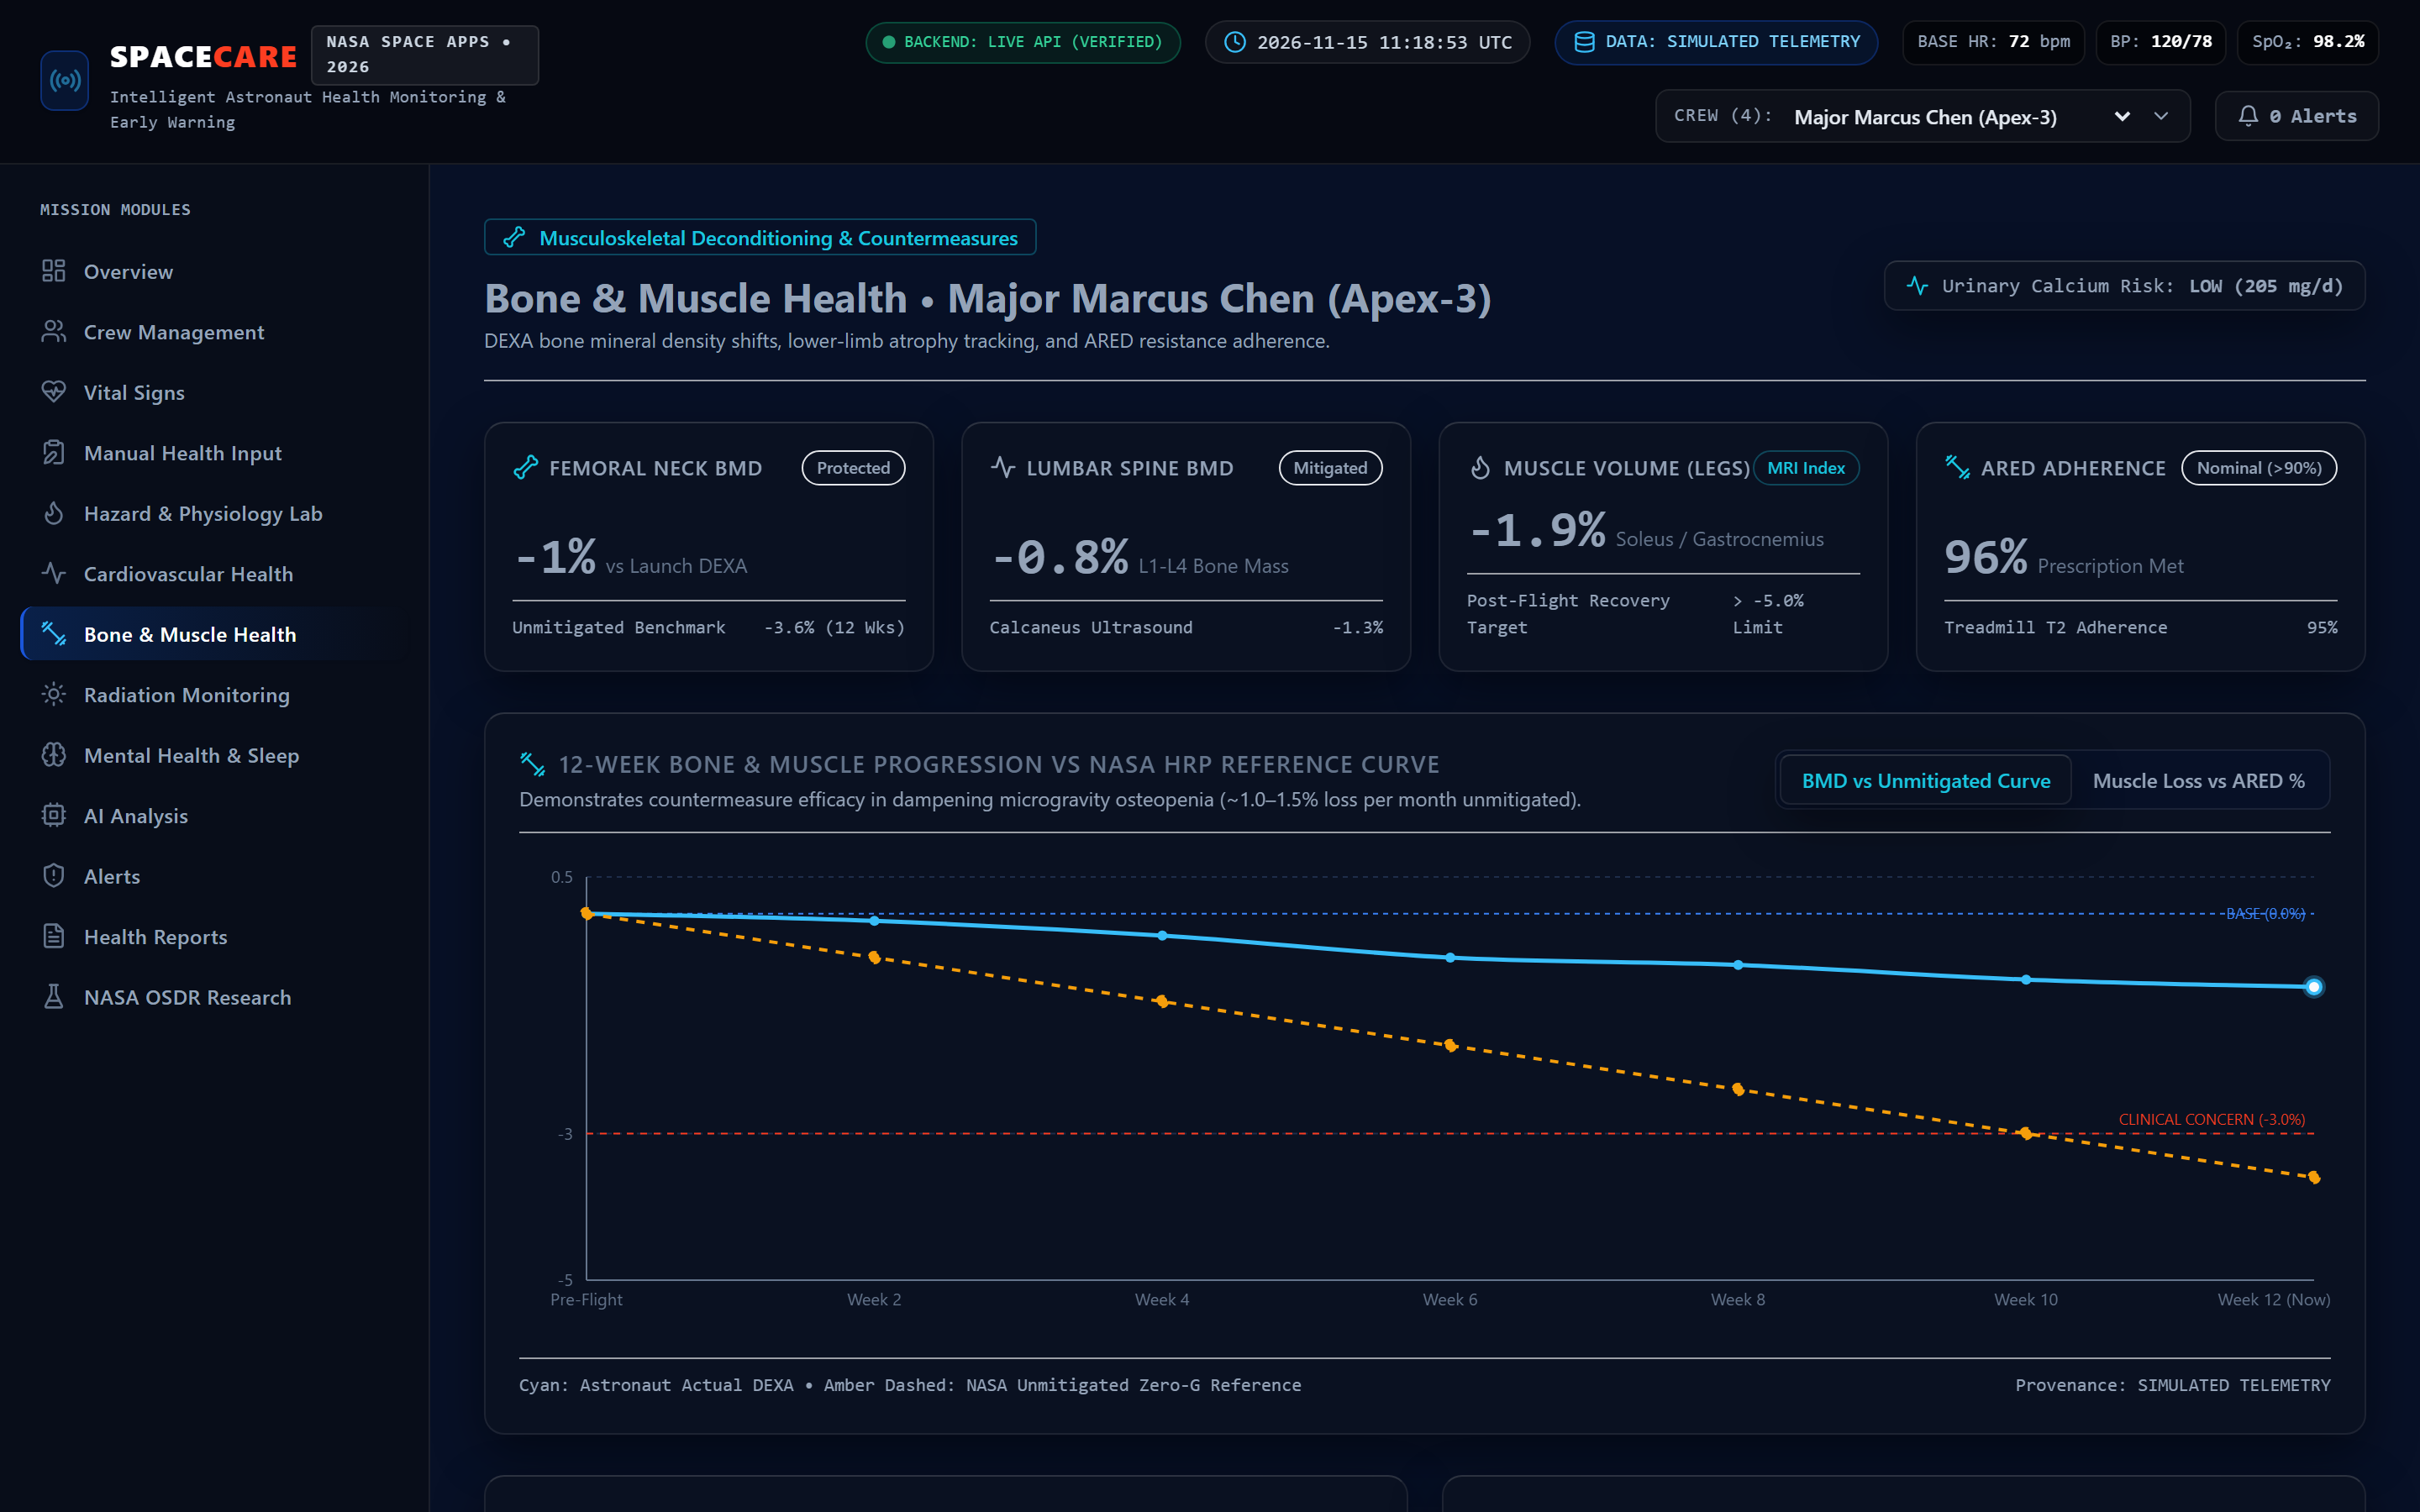 SPACECARE
NASA SPACE APPS •
2026
Intelligent Astronaut Health Monitoring &
Early Warning
BACKEND: LIVE API (VERIFIED)
2026-11-15 11:18:53 UTC
DATA: SIMULATED TELEMETRY
BASE HR: 72 bpm
BP: 120/78
SpO₂: 98.2%
CREW (4): Major Marcus Chen (Apex-3)
0 Alerts
MISSION MODULES
Overview
Crew Management
Vital Signs
Manual Health Input
Hazard & Physiology Lab
Cardiovascular Health
Bone & Muscle Health
Radiation Monitoring
Mental Health & Sleep
AI Analysis
Alerts
Health Reports
NASA OSDR Research
Musculoskeletal Deconditioning & Countermeasures
Bone & Muscle Health • Major Marcus Chen (Apex-3)
DEXA bone mineral density shifts, lower-limb atrophy tracking, and ARED resistance adherence.
Urinary Calcium Risk: LOW (205 mg/d)
FEMORAL NECK BMD
Protected
-1% vs Launch DEXA
Unmitigated Benchmark -3.6% (12 Wks)
LUMBAR SPINE BMD
Mitigated
-0.8% L1-L4 Bone Mass
Calcaneus Ultrasound -1.3%
MUSCLE VOLUME (LEGS)
MRI Index
-1.9% Soleus / Gastrocnemius
Post-Flight Recovery
Target
> -5.0%
Limit
ARED ADHERENCE
Nominal (>90%)
96% Prescription Met
Treadmill T2 Adherence 95%
12-WEEK BONE & MUSCLE PROGRESSION VS NASA HRP REFERENCE CURVE
Demonstrates countermeasure efficacy in dampening microgravity osteopenia (~1.0–1.5% loss per month unmitigated).
BMD vs Unmitigated Curve
Muscle Loss vs ARED %
0.5
BASE (0.0%)
CLINICAL CONCERN (-3.0%)
-3
-5
Pre-Flight
Week 2
Week 4
Week 6
Week 8
Week 10
Week 12 (Now)
Cyan: Astronaut Actual DEXA • Amber Dashed: NASA Unmitigated Zero-G Reference
Provenance: SIMULATED TELEMETRY